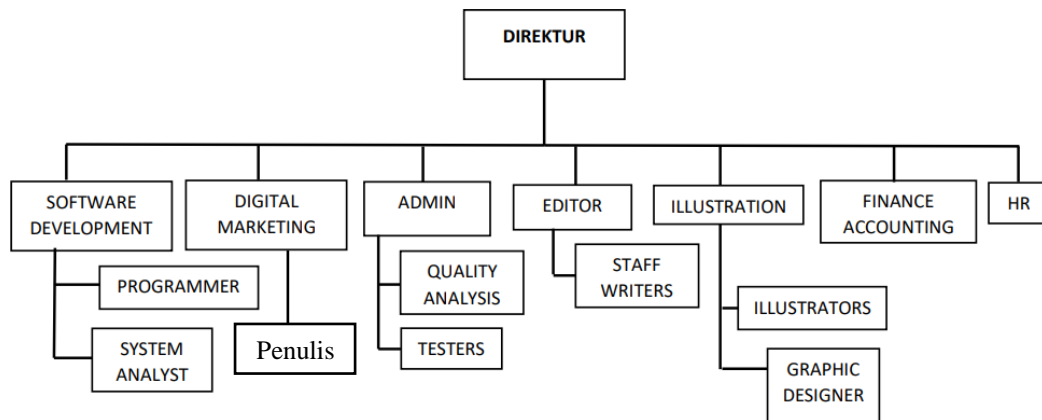 DIREKTUR
SOFTWARE
DEVELOPMENT
DIGITAL
MARKETING
ADMIN
EDITOR
ILLUSTRATION
FINANCE
ACCOUNTING
HR
PROGRAMMER
SYSTEM
ANALYST
Penulis
QUALITY
ANALYSIS
TESTERS
STAFF
WRITERS
ILLUSTRATORS
GRAPHIC
DESIGNER